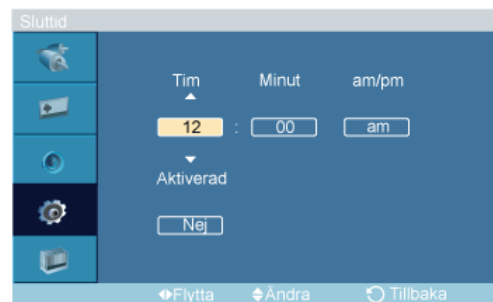 Sluttid
Tim Minut am/pm
12 : 00 am
Aktiverad
Nej
Flytta Ändra Tillbaka